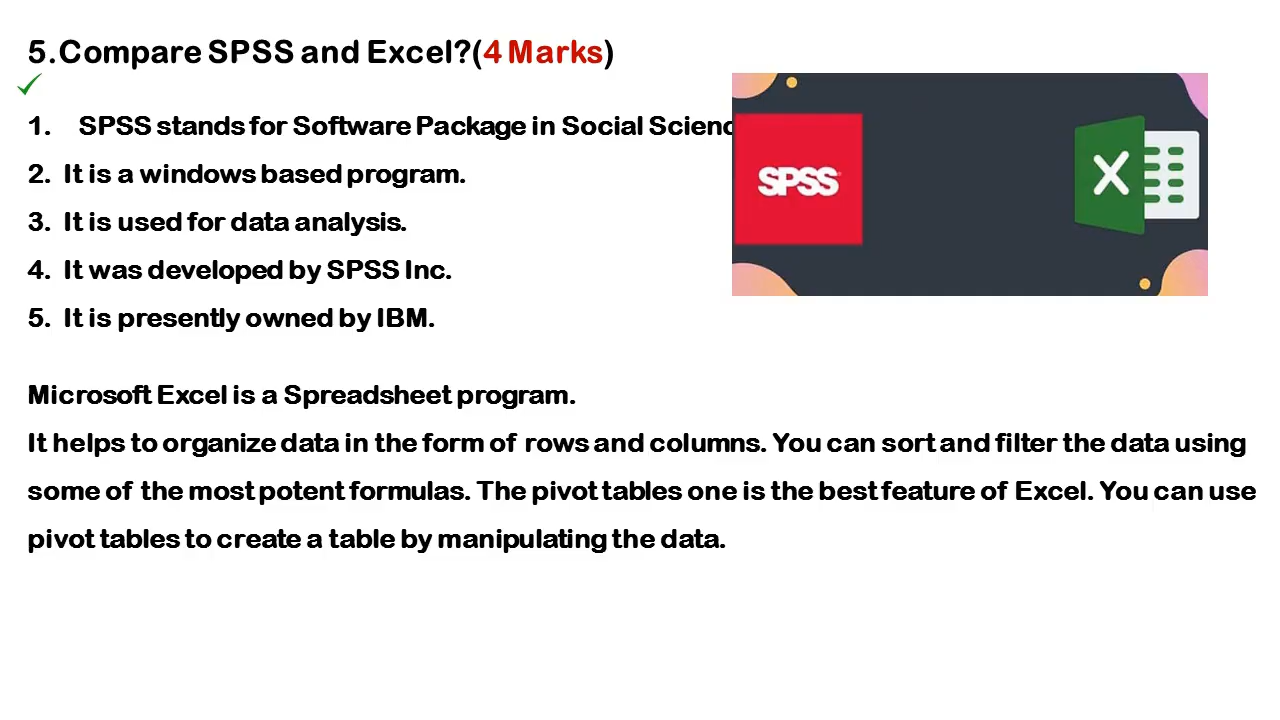 5.Compare SPSS and Excel?(4 Marks)
1. SPSS stands for Software Package in Social Scienc
2. It is a windows based program.
3. It is used for data analysis.
4. It was developed by SPSS Inc.
5. It is presently owned by IBM.
SPSS
X
Microsoft Excel is a Spreadsheet program.
It helps to organize data in the form of rows and columns. You can sort and filter the data using
some of the most potent formulas. The pivot tables one is the best feature of Excel. You can use
pivot tables to create a table by manipulating the data.